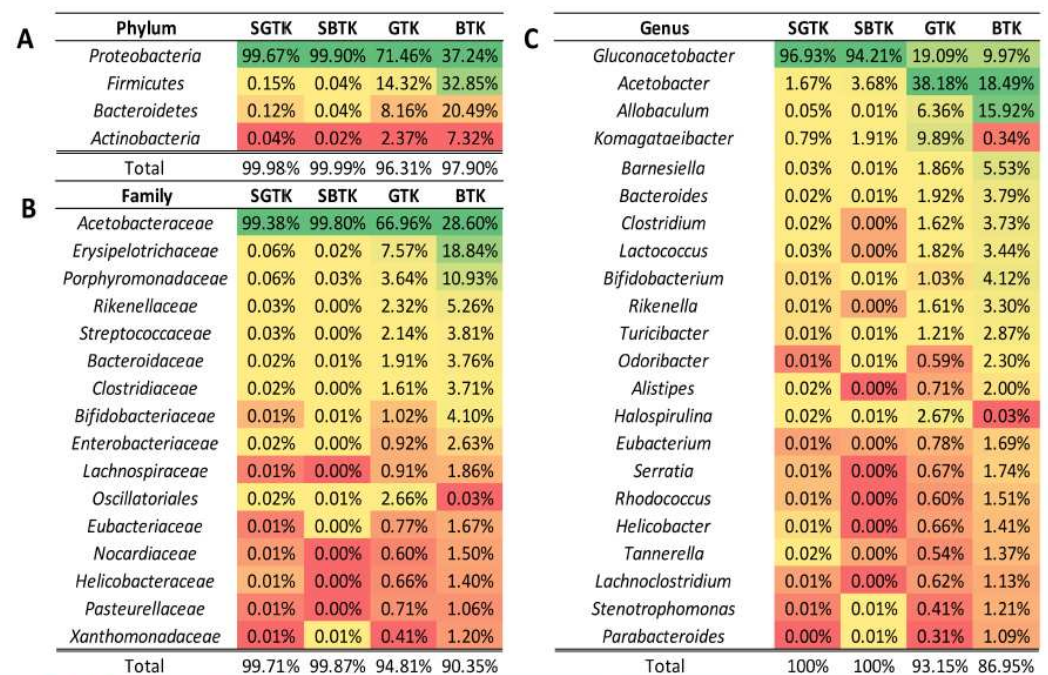 A
Phylum SGTK SBTK GTK BTK
Proteobacteria 99.67% 99.90% 71.46% 37.24%
Firmicutes 0.15% 0.04% 14.32% 32.85%
Bacteroidetes 0.12% 0.04% 8.16% 20.49%
Actinobacteria 0.04% 0.02% 2.37% 7.32%
Total 99.98% 99.99% 96.31% 97.90%
B
Family SGTK SBTK GTK BTK
Acetobacteraceae 99.38% 99.80% 66.96% 28.60%
Erysipelotrichaceae 0.06% 0.02% 7.57% 18.84%
Porphyromonadaceae 0.06% 0.03% 3.64% 10.93%
Rikenellaceae 0.03% 0.00% 2.32% 5.26%
Streptococcaceae 0.03% 0.00% 2.14% 3.81%
Bacteroidaceae 0.02% 0.01% 1.91% 3.76%
Clostridiaceae 0.02% 0.00% 1.61% 3.71%
Bifidobacteriaceae 0.01% 0.01% 1.02% 4.10%
Enterobacteriaceae 0.02% 0.00% 0.92% 2.63%
Lachnospiraceae 0.01% 0.00% 0.91% 1.86%
Oscillatoriales 0.02% 0.01% 2.66% 0.03%
Eubacteriaceae 0.01% 0.00% 0.77% 1.67%
Nocardiaceae 0.01% 0.00% 0.60% 1.50%
Helicobacteraceae 0.01% 0.00% 0.66% 1.40%
Pasteurellaceae 0.01% 0.00% 0.71% 1.06%
Xanthomonadaceae 0.01% 0.01% 0.41% 1.20%
Total 99.71% 99.87% 94.81% 90.35%
C
Genus SGTK SBTK GTK BTK
Gluconacetobacter 96.93% 94.21% 19.09% 9.97%
Acetobacter 1.67% 3.68% 38.18% 18.49%
Allobaculum 0.05% 0.01% 6.36% 15.92%
Komagataeibacter 0.79% 1.91% 9.89% 0.34%
Barnesiella 0.03% 0.01% 1.86% 5.53%
Bacteroides 0.02% 0.01% 1.92% 3.79%
Clostridium 0.02% 0.00% 1.62% 3.73%
Lactococcus 0.03% 0.00% 1.82% 3.44%
Bifidobacterium 0.01% 0.01% 1.03% 4.12%
Rikenella 0.01% 0.00% 1.61% 3.30%
Turicibacter 0.01% 0.01% 1.21% 2.87%
Odoribacter 0.01% 0.01% 0.59% 2.30%
Alistipes 0.02% 0.00% 0.71% 2.00%
Halospirulina 0.02% 0.01% 2.67% 0.03%
Eubacterium 0.01% 0.00% 0.78% 1.69%
Serratia 0.01% 0.00% 0.67% 1.74%
Rhodococcus 0.01% 0.00% 0.60% 1.51%
Helicobacter 0.01% 0.00% 0.66% 1.41%
Tannerella 0.02% 0.00% 0.54% 1.37%
Lachnoclostridium 0.01% 0.00% 0.62% 1.13%
Stenotrophomonas 0.01% 0.01% 0.41% 1.21%
Parabacteroides 0.00% 0.01% 0.31% 1.09%
Total 100% 100% 93.15% 86.95%